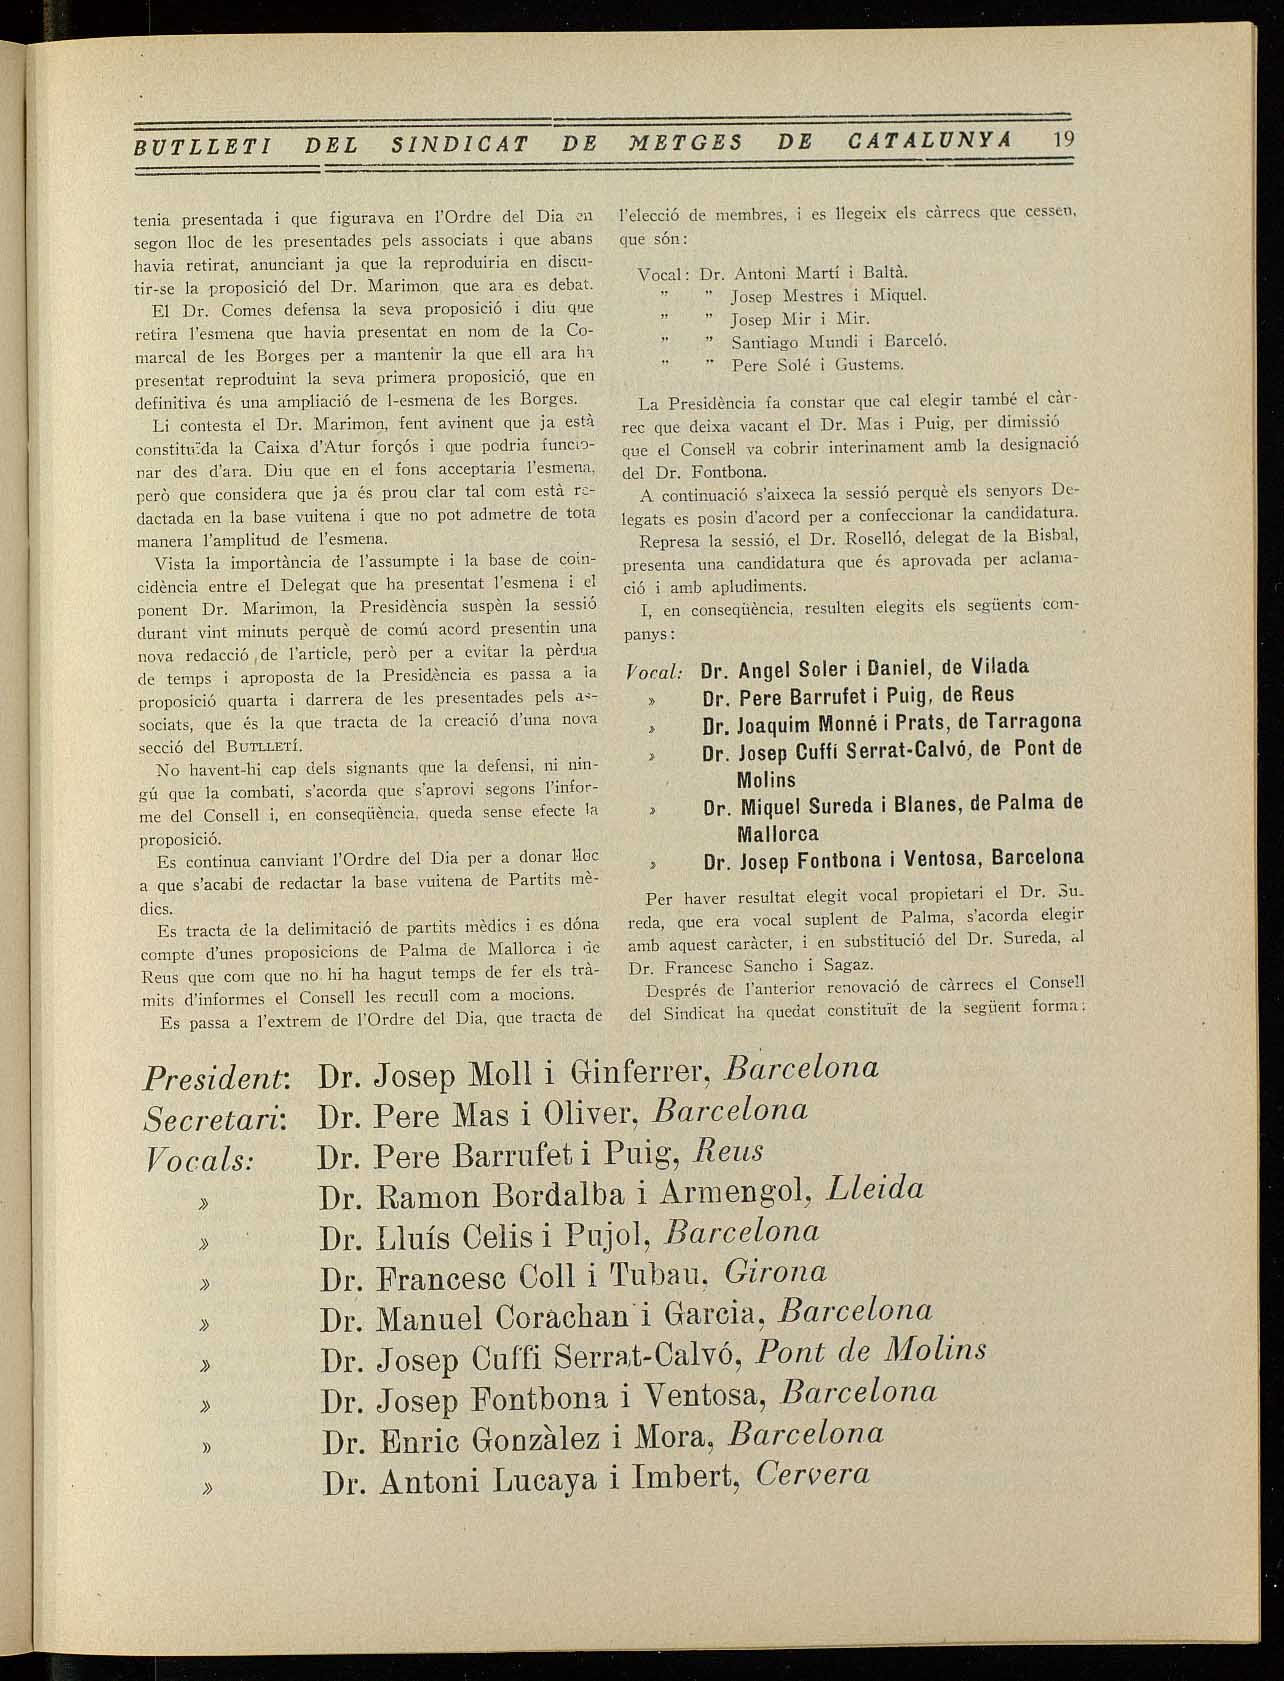 BUTLLETI DEL SINDICAT DE METGES DE CATALUNYA 19
tenia presentada i que figurava en l'Ordre del Dia en
segon lloc de les presentades pels associats i que abans
havia retirat, anunciant ja que la reproduiria en discu-
tir-se la proposició del Dr. Marimon que ara es debat.
El Dr. Comes defensa la seva proposició i diu que
retira l'esmena que havia presentat en nom de la Co-
marcal de les Borges per a mantenir la que ell ara ha
presentat reproduint la seva primera proposició, que en
definitiva és una ampliació de l-esmena de les Borges.
Li contesta el Dr. Marimon, fent avinent que ja està
constituïda la Caixa d'Atur forçós i que podria funcio-
nar des d'ara. Diu que en el fons acceptaria l'esmena,
però que considera que ja és prou clar tal com està re-
dactada en la base vuitena i que no pot admetre de tota
manera l'amplitud de l'esmena.
Vista la importància de l'assumpte i la base de coin-
cidència entre el Delegat que ha presentat l'esmena i el
ponent Dr. Marimon, la Presidència suspèn la sessió
durant vint minuts perquè de comú acord presentin una
nova redacció de l'article, però per a evitar la pèrdua
de temps i aproposta de la Presidència es passa a la
proposició quarta i darrera de les presentades pels as-
sociats, que és la que tracta de la creació d'una nova
secció del BUTLLETÍ.
No havent-hi cap dels signants que la defensi, ni nin-
gú que la combati, s'acorda que s'aprovi segons l'infor-
me del Consell i, en conseqüència, queda sense efecte la
proposició.
Es continua canviant l'Ordre del Dia per a donar lloc
a que s'acabi de redactar la base vuitena de Partits mè-
dics.
Es tracta de la delimitació de partits mèdics i es dóna
compte d'unes proposicions de Palma de Mallorca i de
Reus que com que no hi ha hagut temps de fer els trà-
mits d'informes el Consell les recull com a mocions.
Es passa a l'extrem de l'Ordre del Dia, que tracta de
l'elecció de membres, i es llegeix els càrrecs que cessen,
que són:
Vocal: Dr. Antoni Martí i Baltà.
" " Josep Mestres i Miquel.
" " Josep Mir i Mir.
" " Santiago Mundi i Barceló.
" " Pere Solé i Gustems.
La Presidència fa constar que cal elegir també el càr-
rec que deixa vacant el Dr. Mas i Puig, per dimissió
que el Consell va cobrir interinament amb la designació
del Dr. Fontbona.
A continuació s'aixeca la sessió perquè els senyors De-
legats es posin d'acord per a confeccionar la candidatura.
Represa la sessió, el Dr. Roselló, delegat de la Bisbal,
presenta una candidatura que és aprovada per aclama-
ció i amb apludiments.
I, en conseqüència, resulten elegits els següents com-
panys:
Vocal: Dr. Angel Soler i Daniel, de Vilada
» Dr. Pere Barrufet i Puig, de Reus
» Dr. Joaquim Monné i Prats, de Tarragona
» Dr. Josep Cuffí Serrat-Calvó, de Pont de
Molins
» Dr. Miquel Sureda i Blanes, de Palma de
Mallorca
» Dr. Josep Fontbona i Ventosa, Barcelona
Per haver resultat elegit vocal propietari el Dr. Su-
reda, que era vocal suplent de Palma, s'acorda elegir
amb aquest caràcter, i en substitució del Dr. Sureda, al
Dr. Francesc Sancho i Sagaz.
Després de l'anterior renovació de càrrecs el Consell
del Sindicat ha quedat constituït de la següent forma:
President: Dr. Josep Moll i Ginferrer, Barcelona
Secretari: Dr. Pere Mas i Oliver, Barcelona
Vocals: Dr. Pere Barrufet i Puig, Reus
» Dr. Ramon Bordalba i Armengol, Lleida
» Dr. Lluís Celis i Pujol, Barcelona
» Dr. Francesc Coll i Tubau, Girona
» Dr. Manuel Corachan i Garcia, Barcelona
» Dr. Josep Cuffi Serrat-Calvó, Pont de Molins
» Dr. Josep Fontbona i Ventosa, Barcelona
» Dr. Enric Gonzàlez i Mora, Barcelona
» Dr. Antoni Lucaya i Imbert, Cervera